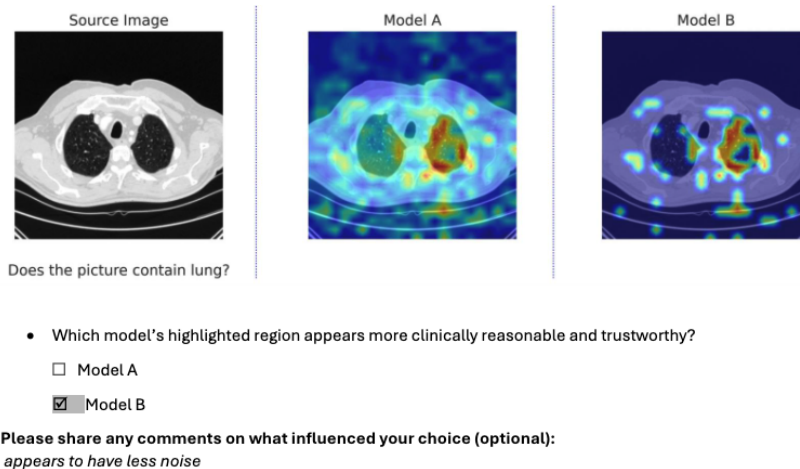 Source Image
Model A
Model B
Does the picture contain lung?
• Which model's highlighted region appears more clinically reasonable and trustworthy?
☐ Model A
☑ Model B
Please share any comments on what influenced your choice (optional):
appears to have less noise